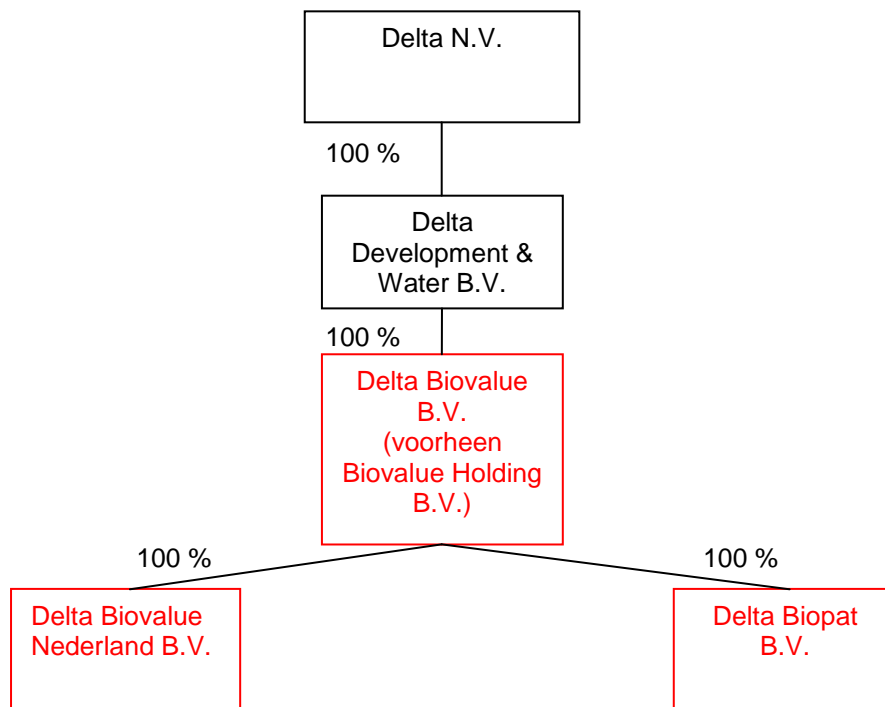 Delta N.V.
100 %
Delta
Development &
Water B.V.
100 %
Delta Biovalue
B.V.
(voorheen
Biovalue Holding
B.V.)
100 %
100 %
Delta Biovalue
Nederland B.V.
Delta Biopat
B.V.